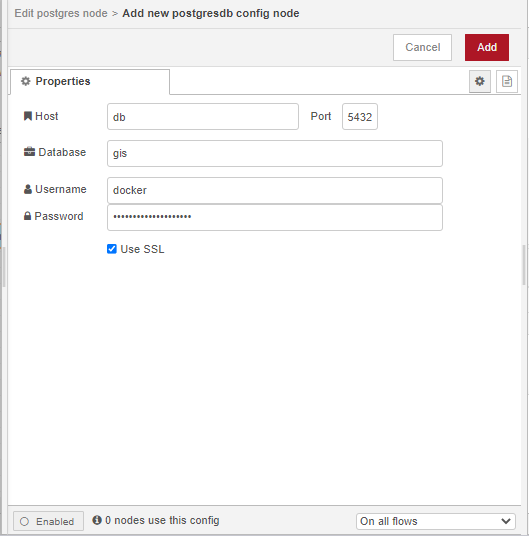 Edit postgres node > Add new postgresdb config node
Cancel Add
Properties
Host db Port 5432
Database gis
Username docker
Password ••••••••••••••••••••
Use SSL
Enabled 0 nodes use this config On all flows